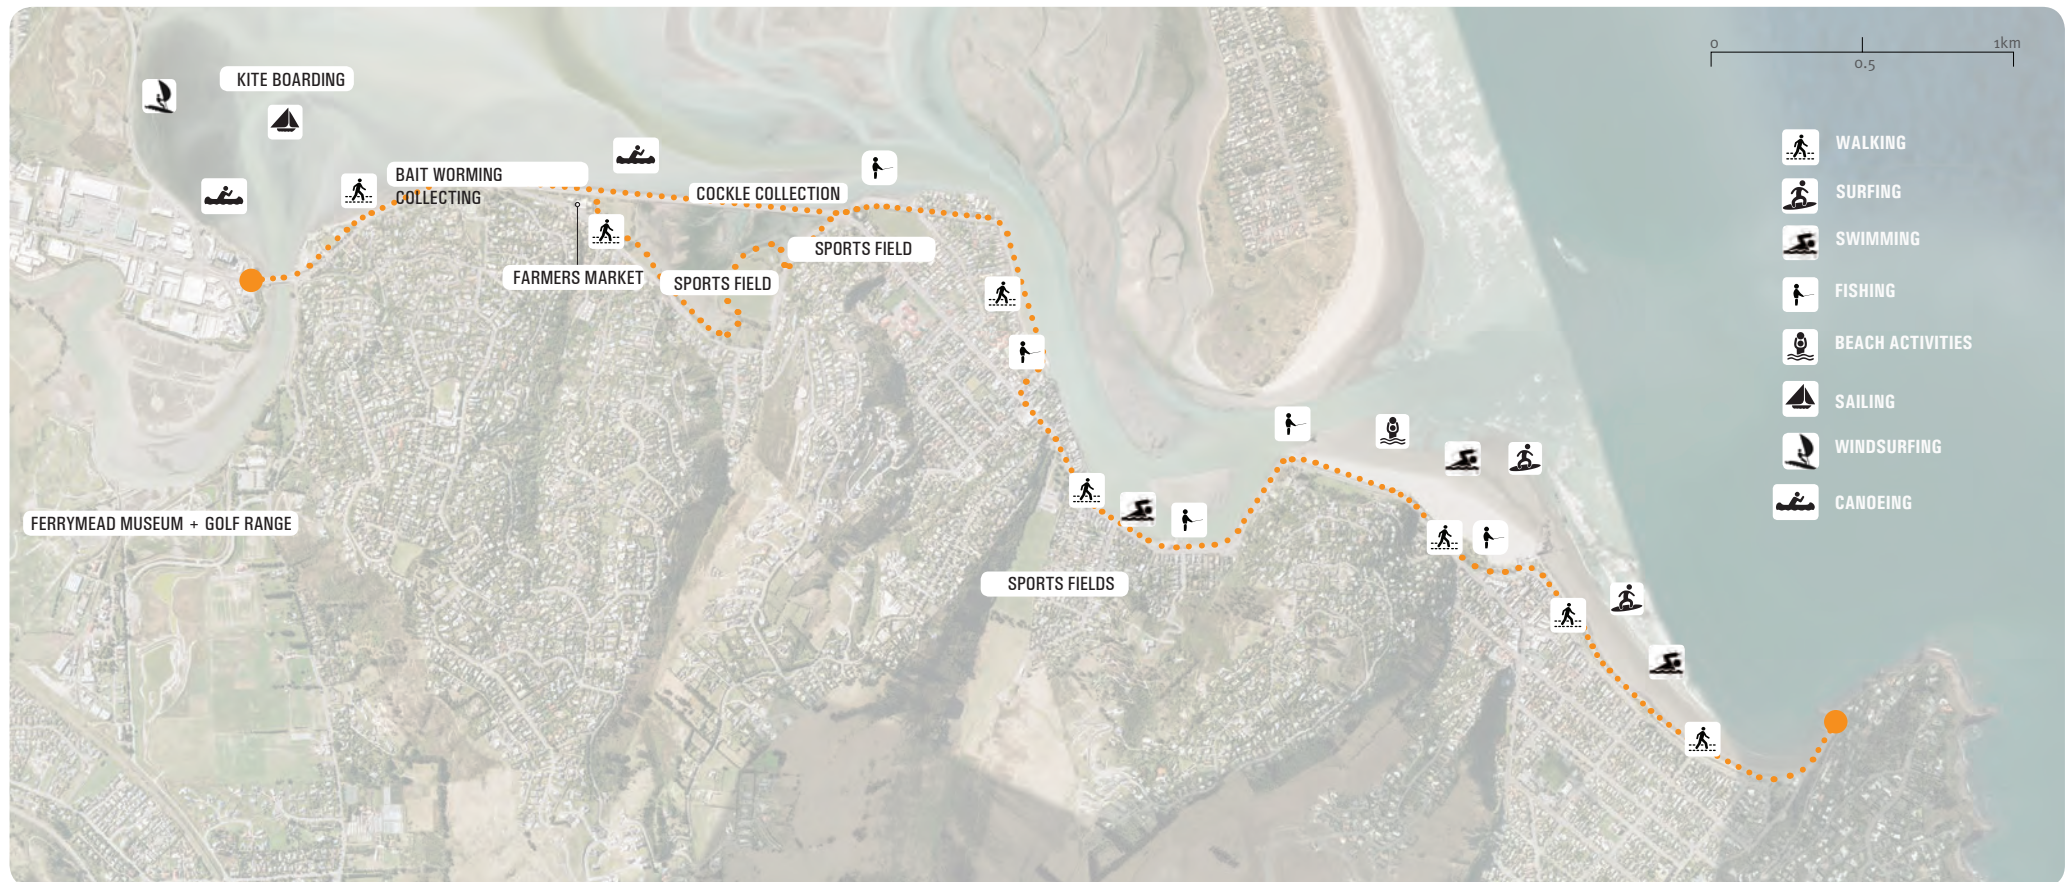 0
1km
0.5
KITE BOARDING
BAIT WORMING
COLLECTING
COCKLE COLLECTION
FARMERS MARKET
SPORTS FIELD
SPORTS FIELD
FERRYMEAD MUSEUM + GOLF RANGE
SPORTS FIELDS
WALKING
SURFING
SWIMMING
FISHING
BEACH ACTIVITIES
SAILING
WINDSURFING
CANOEING